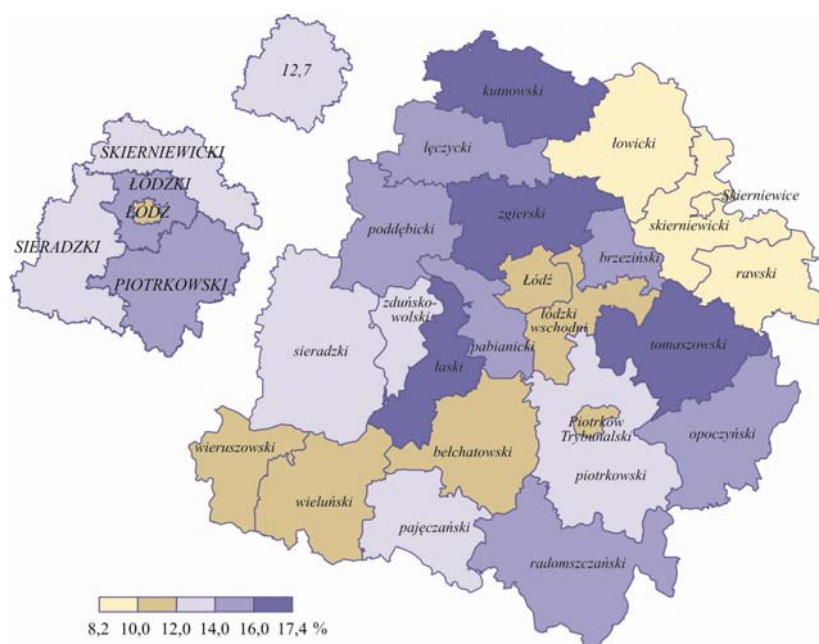 12,7
SKIERNIEWICKI
ŁÓDZKI
ŁÓDŹ
SIERADZKI
PIOTRKOWSKI
kutnowski
łęczycki
łowicki
Skierniewice
zgierski
skierniewicki
poddębicki
brzeziński
rawski
Łódź
zduńsko-
wolski
łódzki
wschodni
sieradzki
pabianicki
tomaszowski
łaski
Piotrków
Trybunalski
opoczyński
wieruszowski
bełchatowski
piotrkowski
wieluński
pajęczański
radomszczański
8,2 10,0 12,0 14,0 16,0 17,4 %